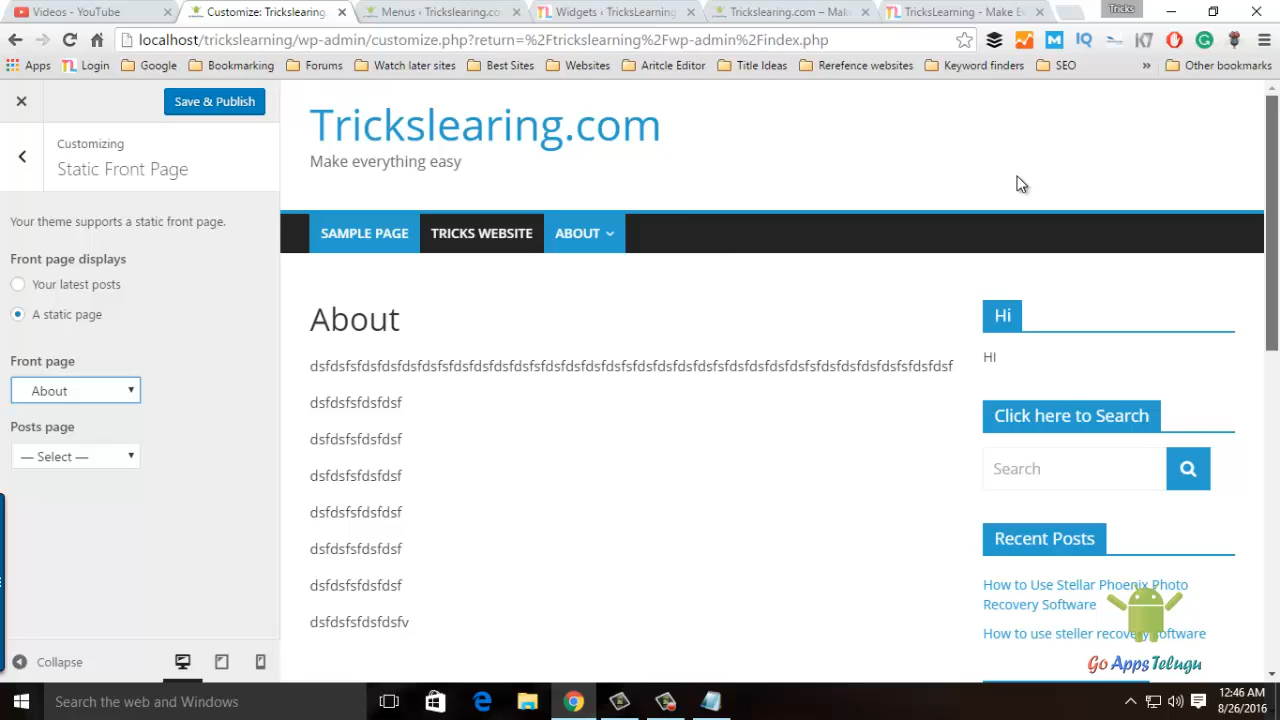 Videos - YouTube
Customize: Trickslearing
Menus ‹ Trickslearing.co
Widgets ‹ TricksLearning
Trickslearing.com – Make
TricksLearning - Make Ev
Tricks
localhost/trickslearning/wp-admin/customize.php?return=%2Ftrickslearning%2Fwp-admin%2Findex.php
Apps Login Google Bookmarking Forums Watch later sites Best Sites Websites Aritcle Editor Title Ideas Rerefence websites Keyword finders SEO » Other bookmarks
Save & Publish
Customizing
Static Front Page
Your theme supports a static front page.
Front page displays
Your latest posts
A static page
Front page
About
Posts page
— Select —
Collapse
Trickslearing.com
Make everything easy
SAMPLE PAGE TRICKS WEBSITE ABOUT
About
dsfdsfsfdsfdsfdsfdsfsfdsfdsfdsfdsfsfdsfdsfdsfdsfsfdsfdsfdsfdsfsfdsfdsfdsfdsfsfdsfdsfdsfdsfsfdsfdsf
dsfdsfsfdsfdsf
dsfdsfsfdsfdsf
dsfdsfsfdsfdsf
dsfdsfsfdsfdsf
dsfdsfsfdsfdsf
dsfdsfsfdsfdsf
dsfdsfsfdsfdsfv
Hi
HI
Click here to Search
Search
Recent Posts
How to Use Stellar Phoenix Photo
Recovery Software
How to use steller recovery software
Go Apps Telugu
Search the web and Windows
12:46 AM
8/26/2016